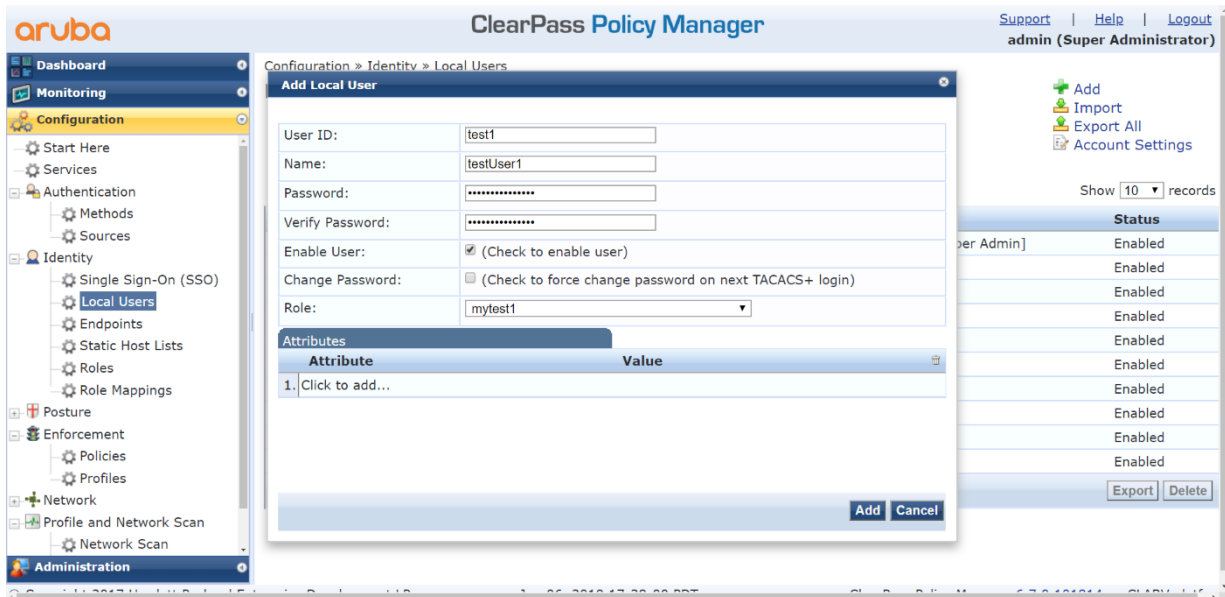 aruba
ClearPass Policy Manager
Support | Help | Logout
admin (Super Administrator)
Dashboard
Monitoring
Configuration
Start Here
Services
Authentication
Methods
Sources
Identity
Single Sign-On (SSO)
Local Users
Endpoints
Static Host Lists
Roles
Role Mappings
Posture
Enforcement
Policies
Profiles
Network
Profile and Network Scan
Network Scan
Administration
Configuration » Identity » Local Users
Add Local User
User ID: test1
Name: testUser1
Password: •••••••••••••••
Verify Password: •••••••••••••••
Enable User: (Check to enable user)
Change Password: (Check to force change password on next TACACS+ login)
Role: mytest1
Attributes
Attribute Value
1. Click to add...
Add Cancel
Add
Import
Export All
Account Settings
Show 10 records
Status
per Admin] Enabled
Enabled
Enabled
Enabled
Enabled
Enabled
Enabled
Enabled
Enabled
Enabled
Export Delete